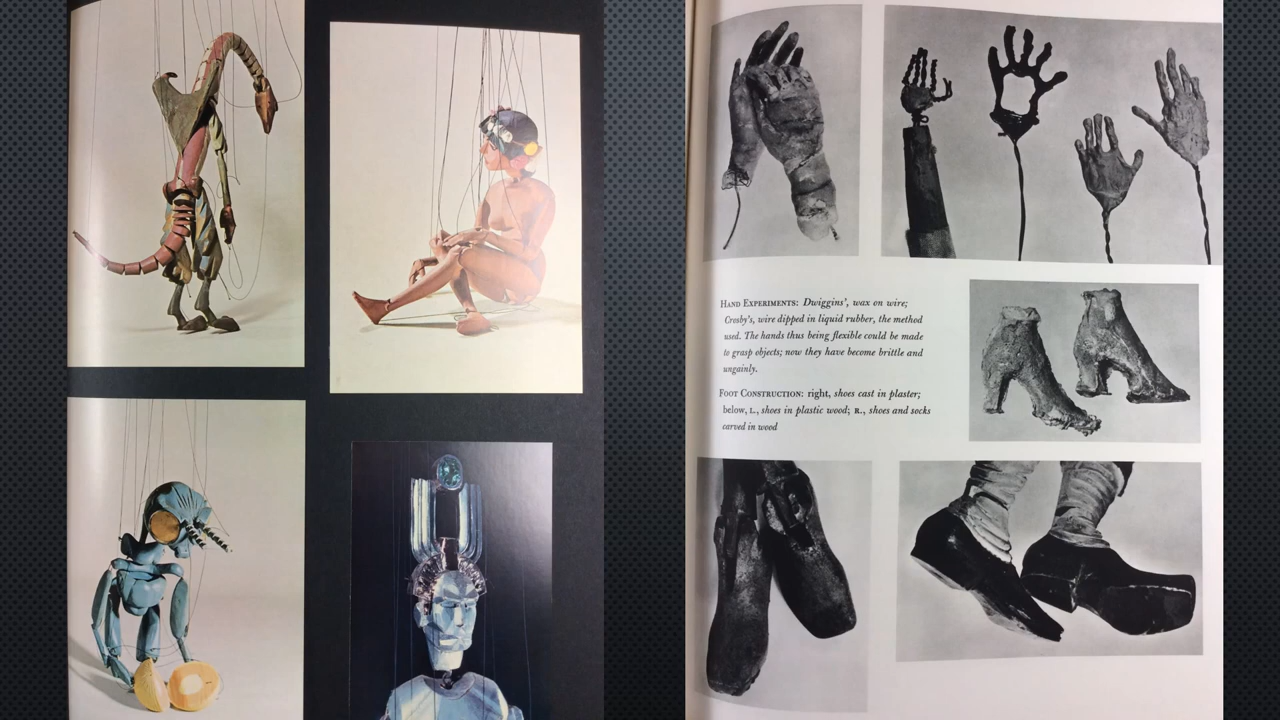 HAND EXPERIMENTS: Dwiggins', wax on wire;
Crosby's, wire dipped in liquid rubber, the method
used. The hands thus being flexible could be made
to grasp objects; now they have become brittle and
ungainly.
FOOT CONSTRUCTION: right, shoes cast in plaster;
below, L., shoes in plastic wood; R., shoes and socks
carved in wood